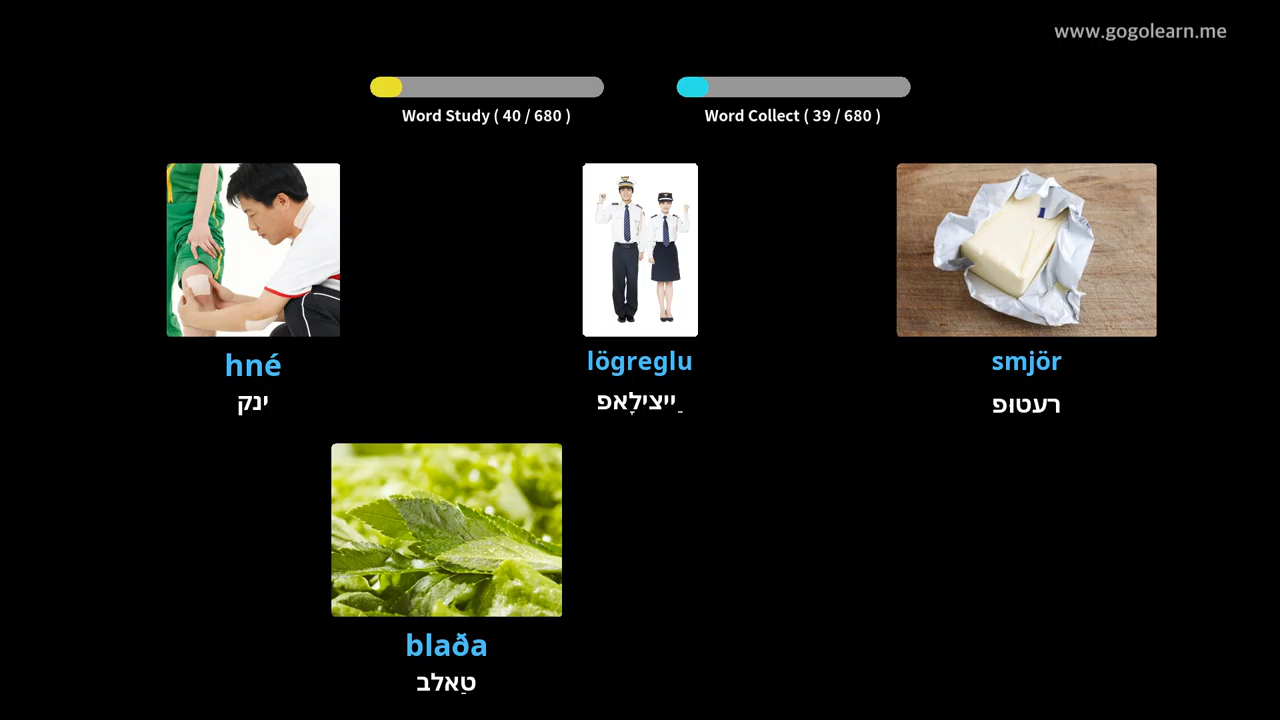 www.gogolearn.me
Word Study ( 40 / 680 )
Word Collect ( 39 / 680 )
hné
lögreglu
smjör
ינק
ַייצילָאפ
רעטופּ
blaða
טַאלב